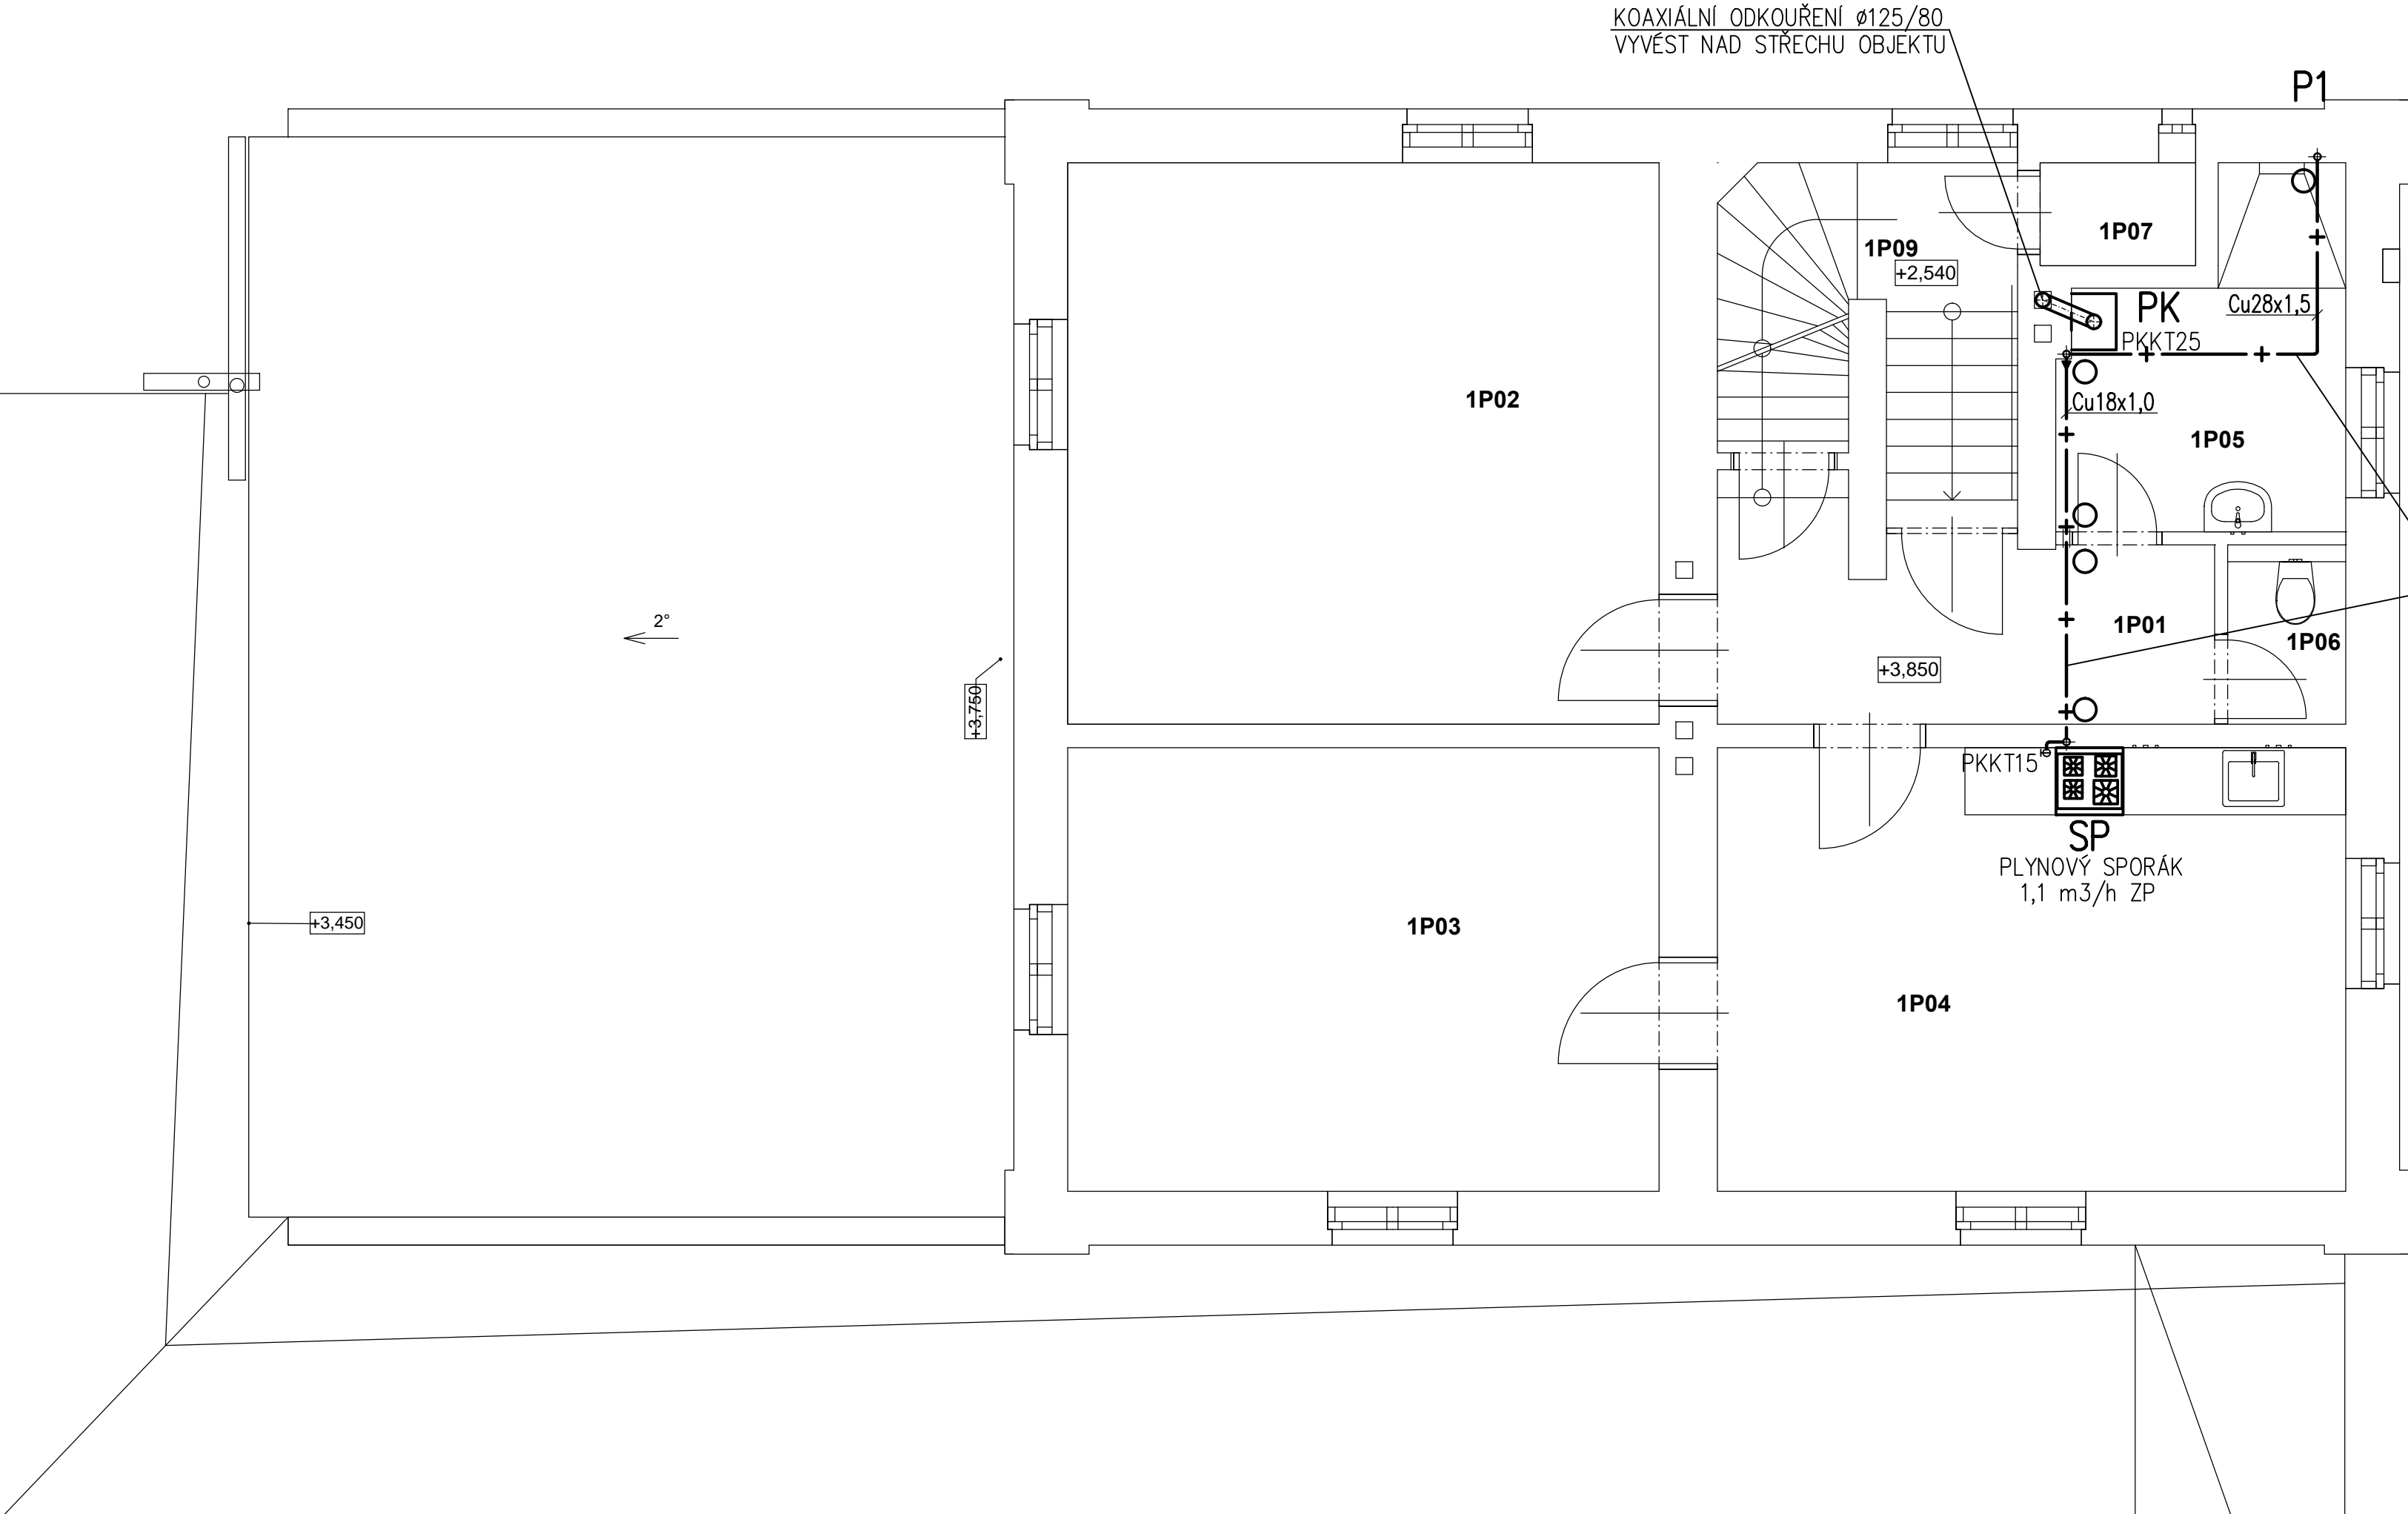 KOAXIÁLNÍ ODKOUŘENÍ ø125/80
VYVÉST NAD STŘECHU OBJEKTU
P1
1P07
1P09
+2,540
PK
PKKT25
Cu28x1,5
1P02
Cu18x1,0
1P05
2°
1P01
1P06
+3,850
+3,750
PKKT15
SP
PLYNOVÝ SPORÁK
1,1 m3/h ZP
+3,450
1P03
1P04